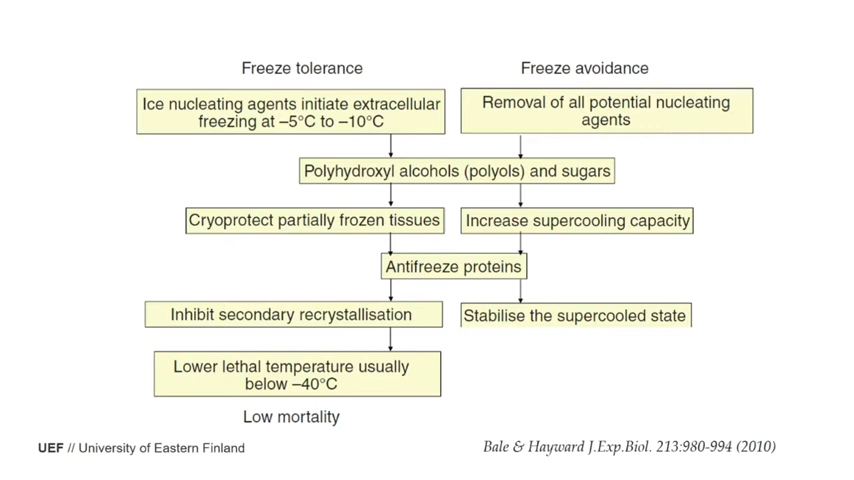 Freeze tolerance
Freeze avoidance
Ice nucleating agents initiate extracellular
freezing at –5°C to –10°C
Removal of all potential nucleating
agents
Polyhydroxyl alcohols (polyols) and sugars
Cryoprotect partially frozen tissues
Increase supercooling capacity
Antifreeze proteins
Inhibit secondary recrystallisation
Stabilise the supercooled state
Lower lethal temperature usually
below –40°C
Low mortality
UEF // University of Eastern Finland
Bale & Hayward J.Exp.Biol. 213:980-994 (2010)